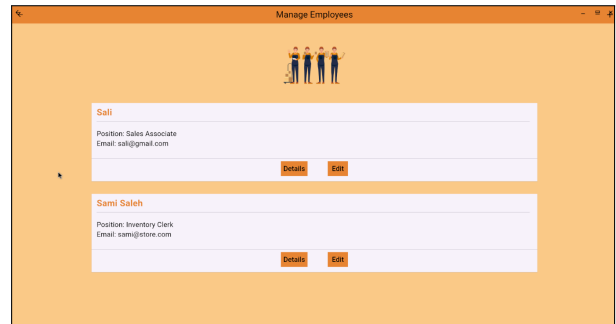 Manage Employees
Sali
Position: Sales Associate
Email: sali@gmail.com
Details Edit
Sami Saleh
Position: Inventory Clerk
Email: sami@store.com
Details Edit